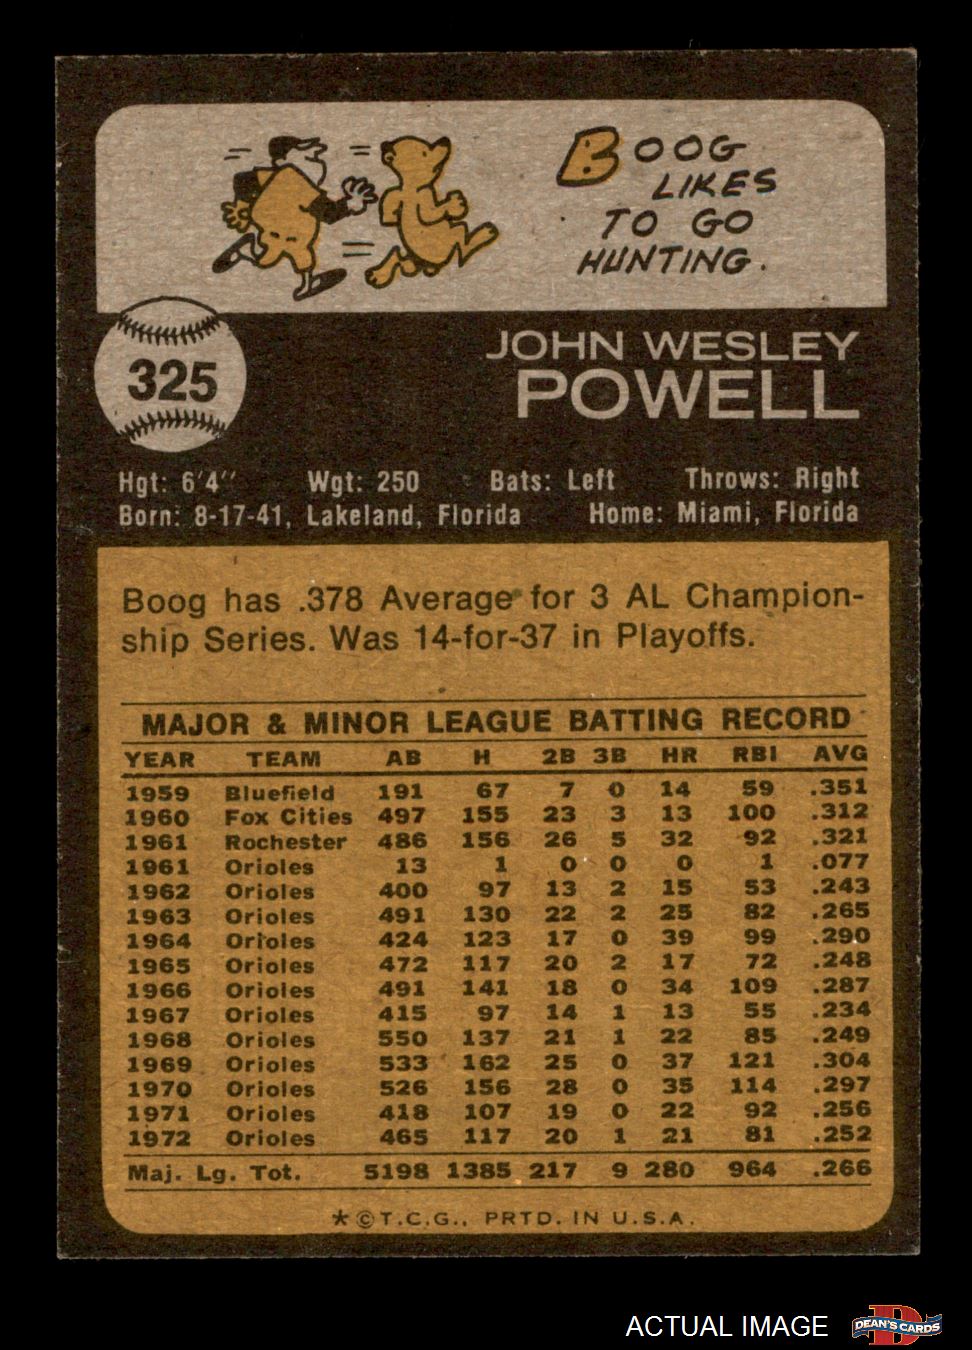 BOOG
LIKES
TO GO
HUNTING.
325
JOHN WESLEY
POWELL
Hgt: 6'4'' Wgt: 250 Bats: Left Throws: Right
Born: 8-17-41, Lakeland, Florida Home: Miami, Florida
Boog has .378 Average for 3 AL Champion-
ship Series. Was 14-for-37 in Playoffs.
MAJOR & MINOR LEAGUE BATTING RECORD
YEAR TEAM AB H 2B 3B HR RBI AVG
1959 Bluefield 191 67 7 0 14 59 .351
1960 Fox Cities 497 155 23 3 13 100 .312
1961 Rochester 486 156 26 5 32 92 .321
1961 Orioles 13 1 0 0 0 1 .077
1962 Orioles 400 97 13 2 15 53 .243
1963 Orioles 491 130 22 2 25 82 .265
1964 Orioles 424 123 17 0 39 99 .290
1965 Orioles 472 117 20 2 17 72 .248
1966 Orioles 491 141 18 0 34 109 .287
1967 Orioles 415 97 14 1 13 55 .234
1968 Orioles 550 137 21 1 22 85 .249
1969 Orioles 533 162 25 0 37 121 .304
1970 Orioles 526 156 28 0 35 114 .297
1971 Orioles 418 107 19 0 22 92 .256
1972 Orioles 465 117 20 1 21 81 .252
Maj. Lg. Tot. 5198 1385 217 9 280 964 .266
*©T.C.G., PRTD. IN U.S.A.
ACTUAL IMAGE
D
DEAN'S CARDS